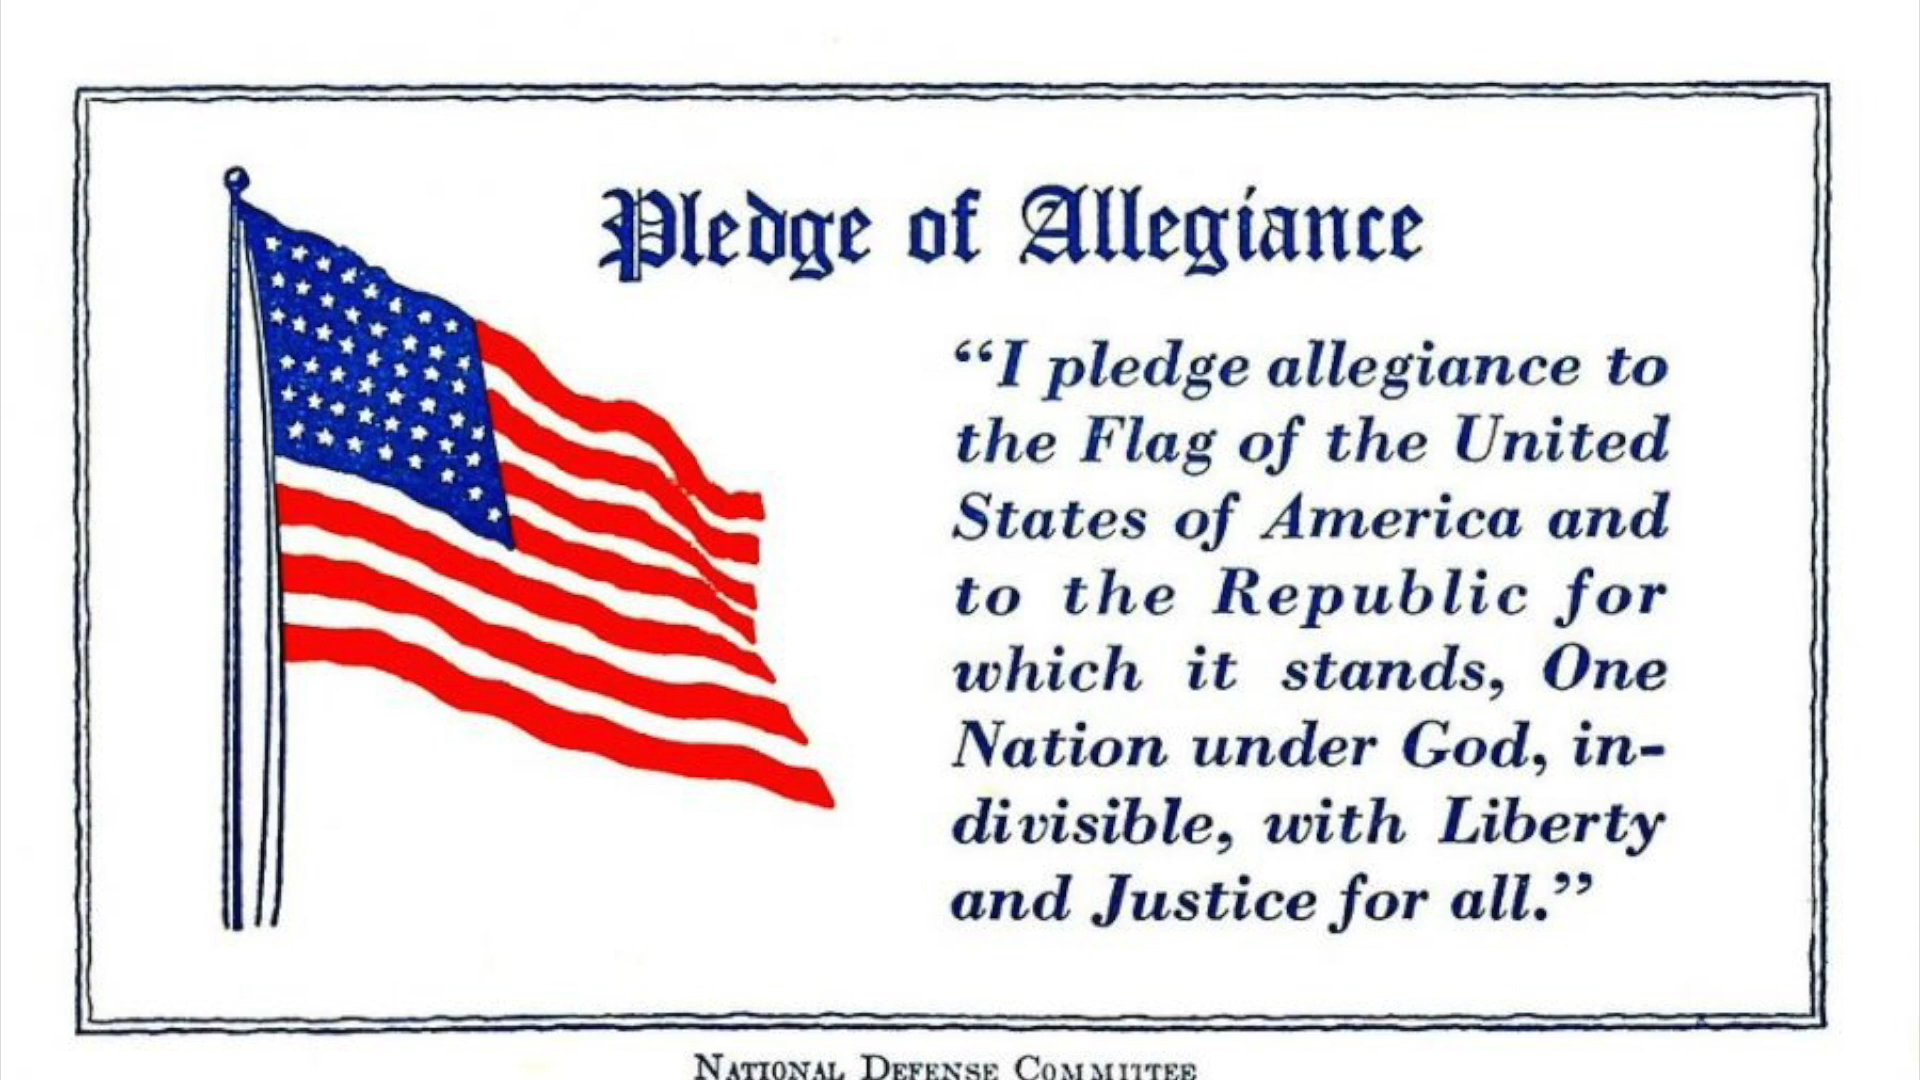 Pledge of Allegiance
“I pledge allegiance to
the Flag of the United
States of America and
to the Republic for
which it stands, One
Nation under God, in-
divisible, with Liberty
and Justice for all.”
NATIONAL DEFENSE COMMITTEE